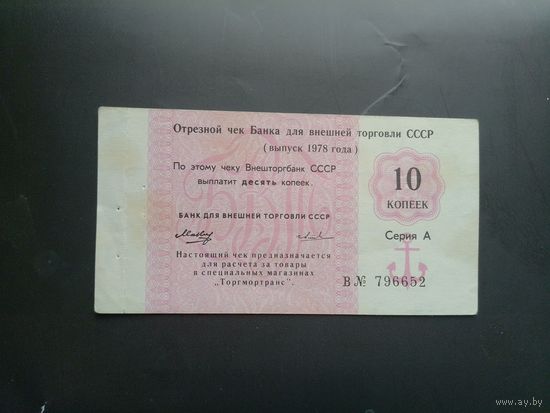 Отрезной чек Банка для внешней торговли СССР
(выпуск 1978 года)
По этому чеку Внешторгбанк СССР
выплатит десять копеек.
БАНК ДЛЯ ВНЕШНЕЙ ТОРГОВЛИ СССР
Настоящий чек предназначается
для расчета за товары
в специальных магазинах
„Торгмортранс".
10
КОПЕЕК
Серия А
В№ 796652
www.ay.by